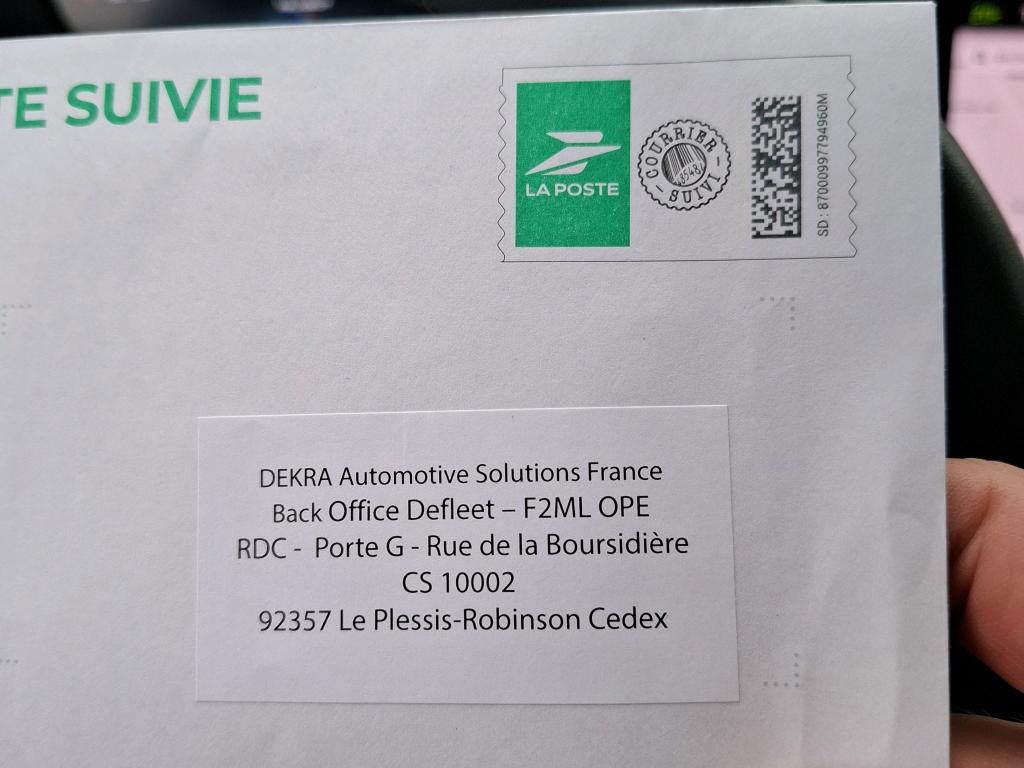 TE SUIVIE
LA POSTE
COURRIER
SUIVI
SD : 87000997794960M
DEKRA Automotive Solutions France
Back Office Defleet – F2ML OPE
RDC - Porte G - Rue de la Boursidière
CS 10002
92357 Le Plessis-Robinson Cedex